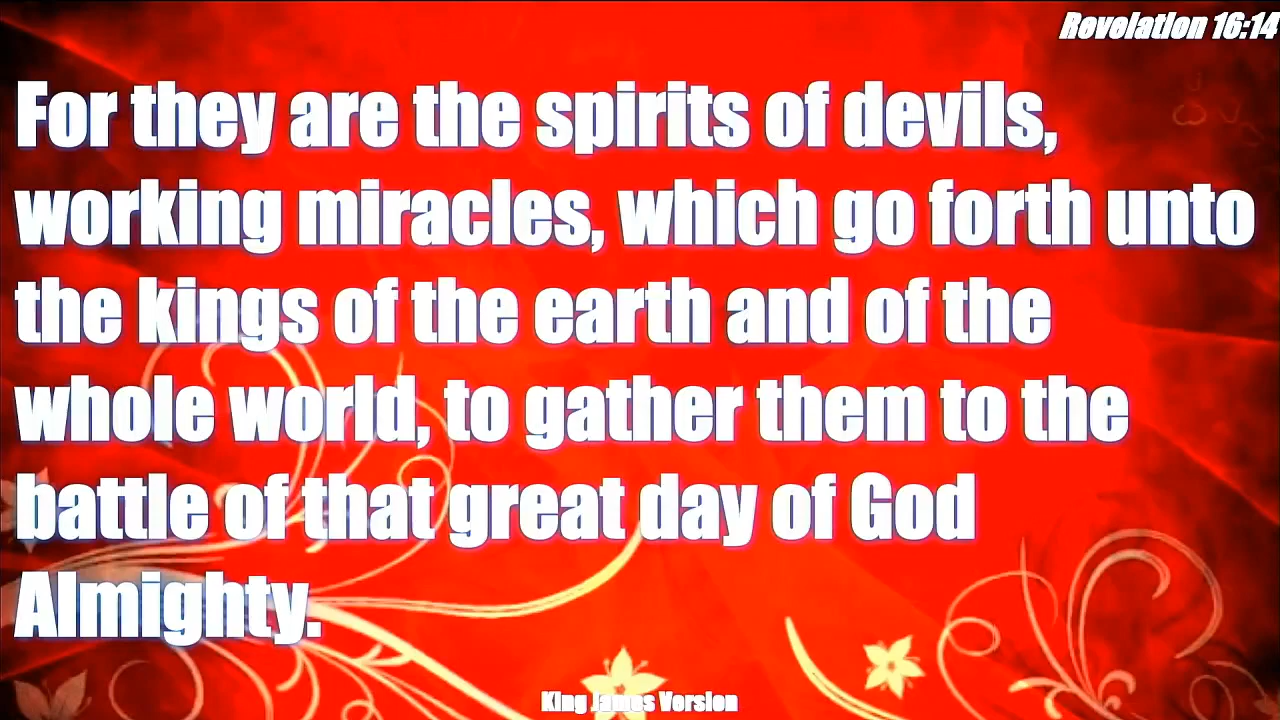 Revelation 16:14
For they are the spirits of devils,
working miracles, which go forth unto
the kings of the earth and of the
whole world, to gather them to the
battle of that great day of God
Almighty.
King James Version